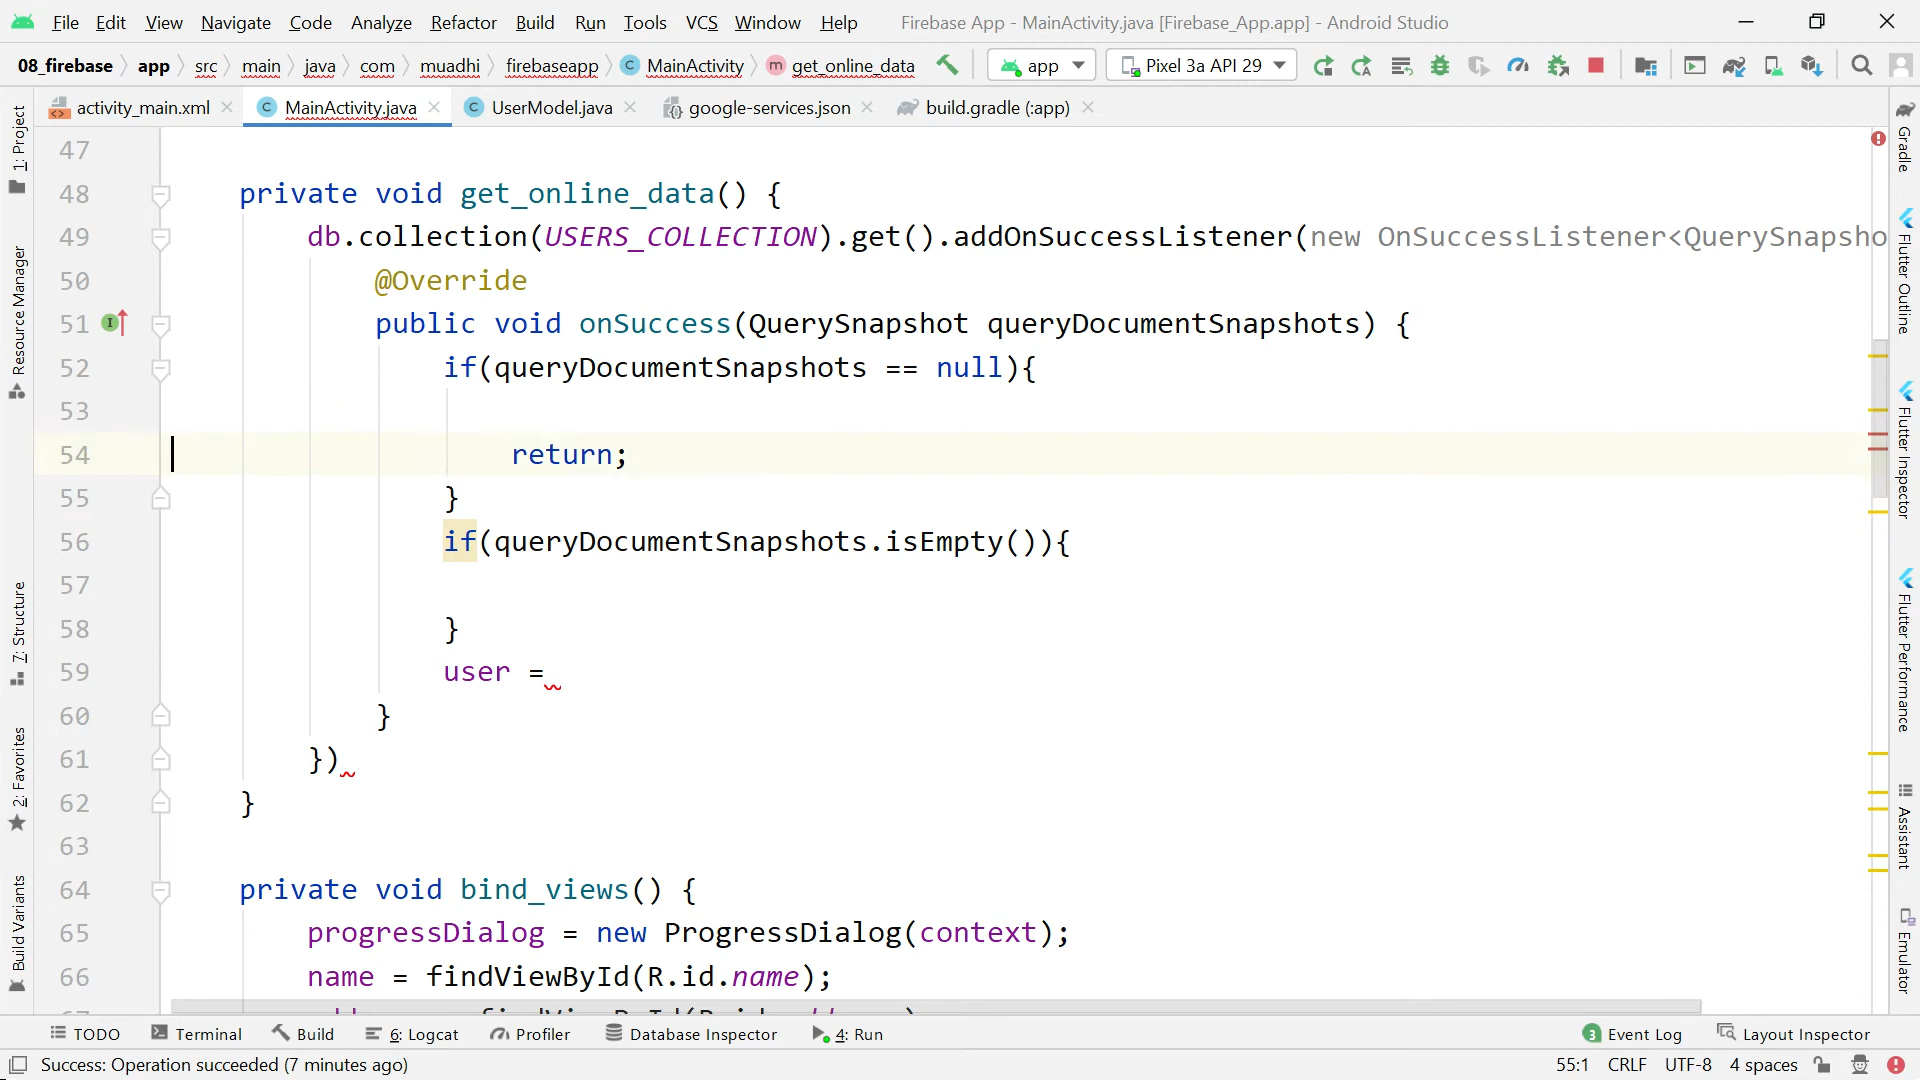 File Edit View Navigate Code Analyze Refactor Build Run Tools VCS Window Help Firebase App - MainActivity.java [Firebase_App.app] - Android Studio
08_firebase app src main java com muadhi firebaseapp C MainActivity m get_online_data app Pixel 3a API 29
activity_main.xml C MainActivity.java C UserModel.java google-services.json build.gradle (:app)
1: Project
Resource Manager
7: Structure
2: Favorites
Build Variants
47
48 private void get_online_data() {
49 db.collection(USERS_COLLECTION).get().addOnSuccessListener(new OnSuccessListener<QuerySnapsho
50 @Override
51 public void onSuccess(QuerySnapshot queryDocumentSnapshots) {
52 if(queryDocumentSnapshots == null){
53
54 return;
55 }
56 if(queryDocumentSnapshots.isEmpty()){
57
58 }
59 user =
60 }
61 })
62 }
63
64 private void bind_views() {
65 progressDialog = new ProgressDialog(context);
66 name = findViewById(R.id.name);
Gradle
Flutter Outline
Flutter Inspector
Flutter Performance
Assistant
Emulator
TODO Terminal Build 6: Logcat Profiler Database Inspector 4: Run 3 Event Log Layout Inspector
Success: Operation succeeded (7 minutes ago) 55:1 CRLF UTF-8 4 spaces